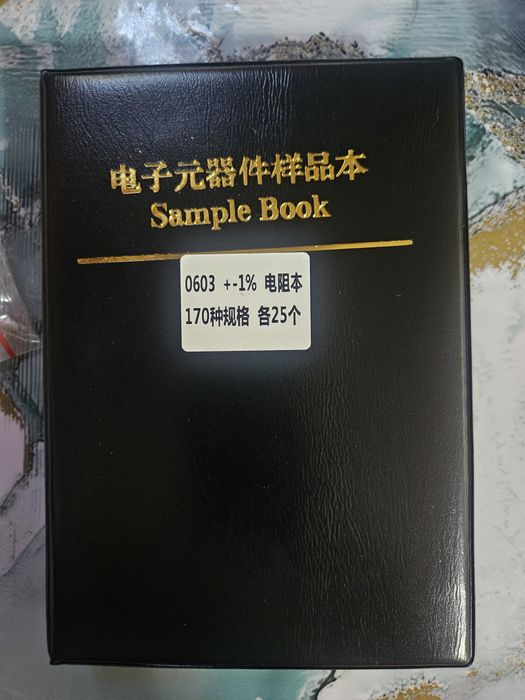 电子元器件样品本
Sample Book
0603 +-1% 电阻本
170种规格 各25个